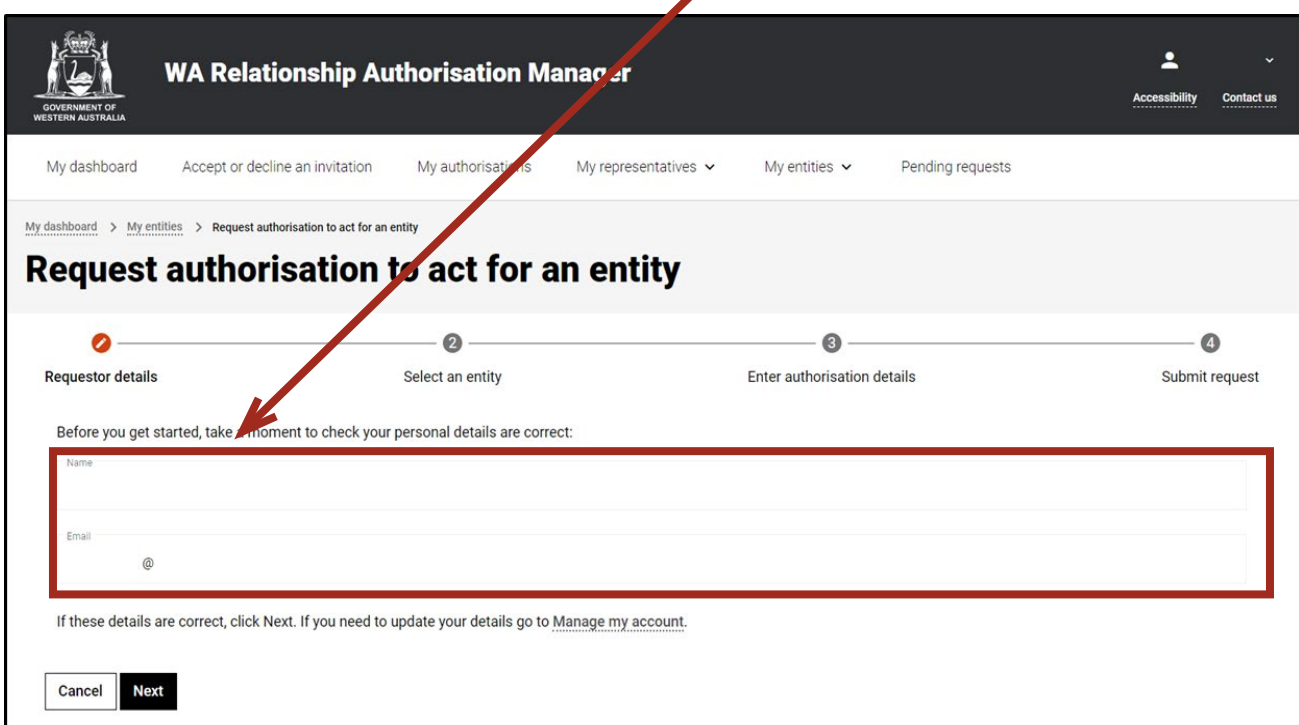 WA Relationship Authorisation Manager
GOVERNMENT OF
WESTERN AUSTRALIA
Accessibility Contact us
My dashboard Accept or decline an invitation My authorisations My representatives My entities Pending requests
My dashboard > My entities > Request authorisation to act for an entity
Request authorisation to act for an entity
2 3 4
Requestor details Select an entity Enter authorisation details Submit request
Before you get started, take a moment to check your personal details are correct:
Name
Email
@
If these details are correct, click Next. If you need to update your details go to Manage my account.
Cancel Next